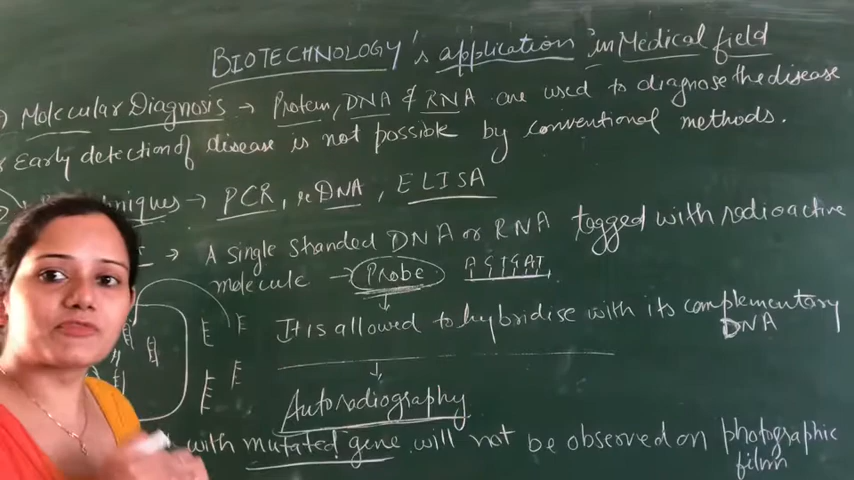 BIOTECHNOLOGY's application in Medical field
Molecular Diagnosis → Protein, DNA & RNA are used to diagnose the disease
Early detection of disease is not possible by conventional methods.
→ PCR, rDNA, ELISA
→ A single stranded DNA or RNA tagged with radioactive
molecule → Probe
It is allowed to hybridise with its complementary
DNA
Autoradiography
with mutated gene will not be observed on photographic
film